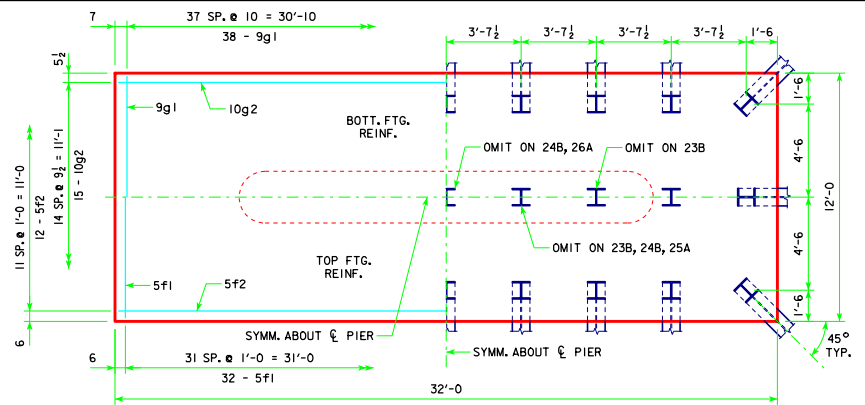 7
37 SP. @ 10 = 30'-10
38 - 9g1
3'-7½
3'-7½
3'-7½
3'-7½
1'-6
5½
9g1
10g2
BOTT. FTG.
REINF.
1'-6
OMIT ON 24B, 26A
OMIT ON 23B
4'-6
11 SP. @ 1'-0 = 11'-0
12 - 5f2
14 SP. @ 9½ = 11'-1
15 - 10g2
12'-0
OMIT ON 23B, 24B, 25A
TOP FTG.
REINF.
4'-6
5f1
5f2
1'-6
6
SYMM. ABOUT ℄ PIER
SYMM. ABOUT ℄ PIER
45°
TYP.
6
31 SP. @ 1'-0 = 31'-0
32 - 5f1
32'-0